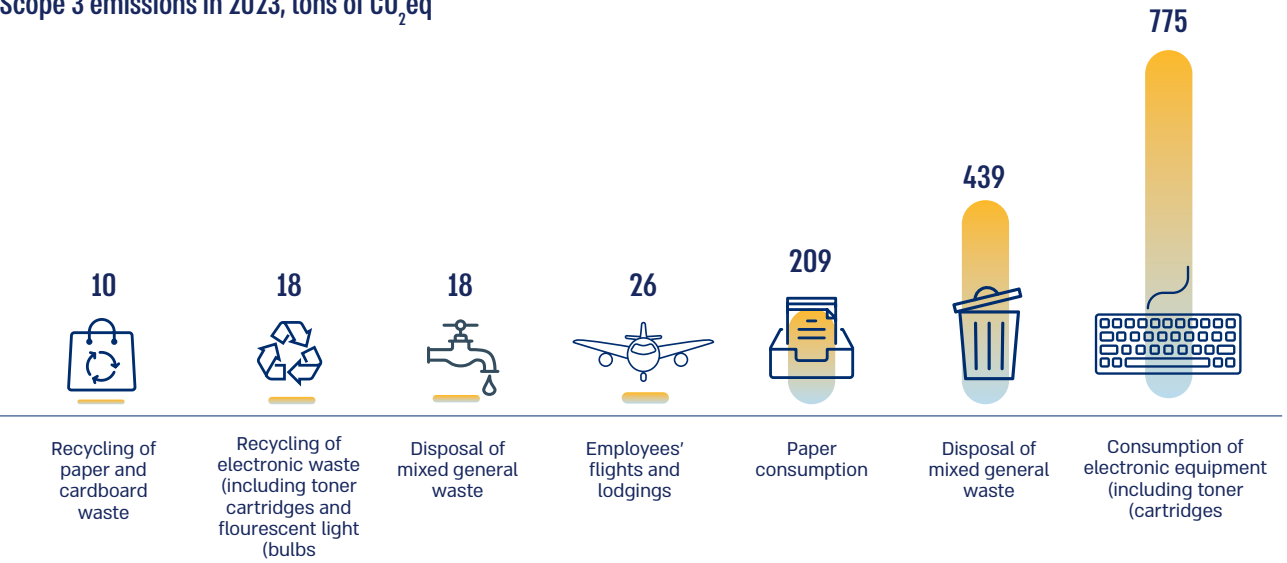 Scope 3 emissions in 2023, tons of CO₂eq
775
439
209
10
18
18
26
Recycling of
paper and
cardboard
waste
Recycling of
electronic waste
(including toner
cartridges and
flourescent light
(bulbs
Disposal of
mixed general
waste
Employees'
flights and
lodgings
Paper
consumption
Disposal of
mixed general
waste
Consumption of
electronic equipment
(including toner
(cartridges